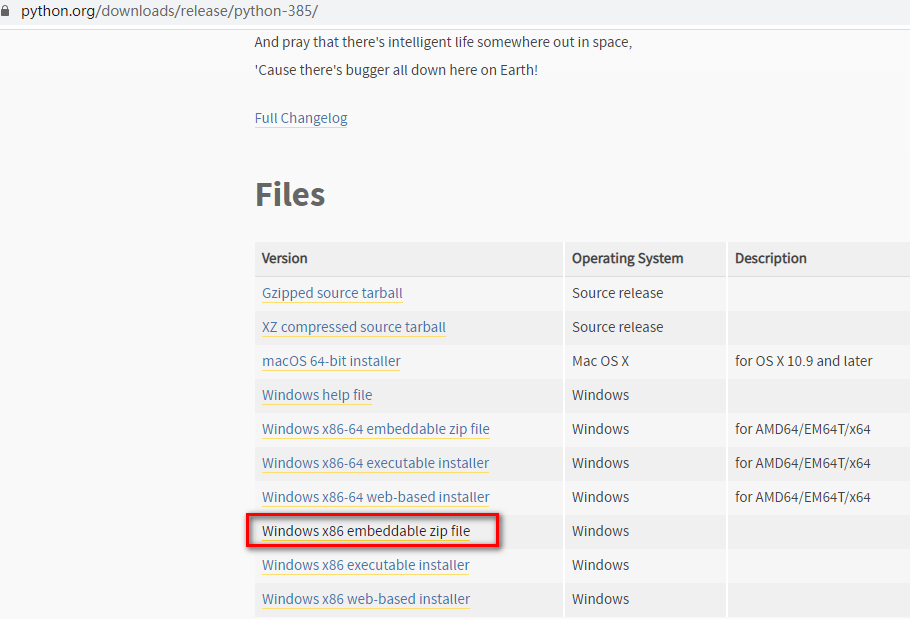 python.org/downloads/release/python-385/
And pray that there's intelligent life somewhere out in space,
'Cause there's bugger all down here on Earth!
Full Changelog
Files
Version Operating System Description
Gzipped source tarball Source release
XZ compressed source tarball Source release
macOS 64-bit installer Mac OS X for OS X 10.9 and later
Windows help file Windows
Windows x86-64 embeddable zip file Windows for AMD64/EM64T/x64
Windows x86-64 executable installer Windows for AMD64/EM64T/x64
Windows x86-64 web-based installer Windows for AMD64/EM64T/x64
Windows x86 embeddable zip file Windows
Windows x86 executable installer Windows
Windows x86 web-based installer Windows